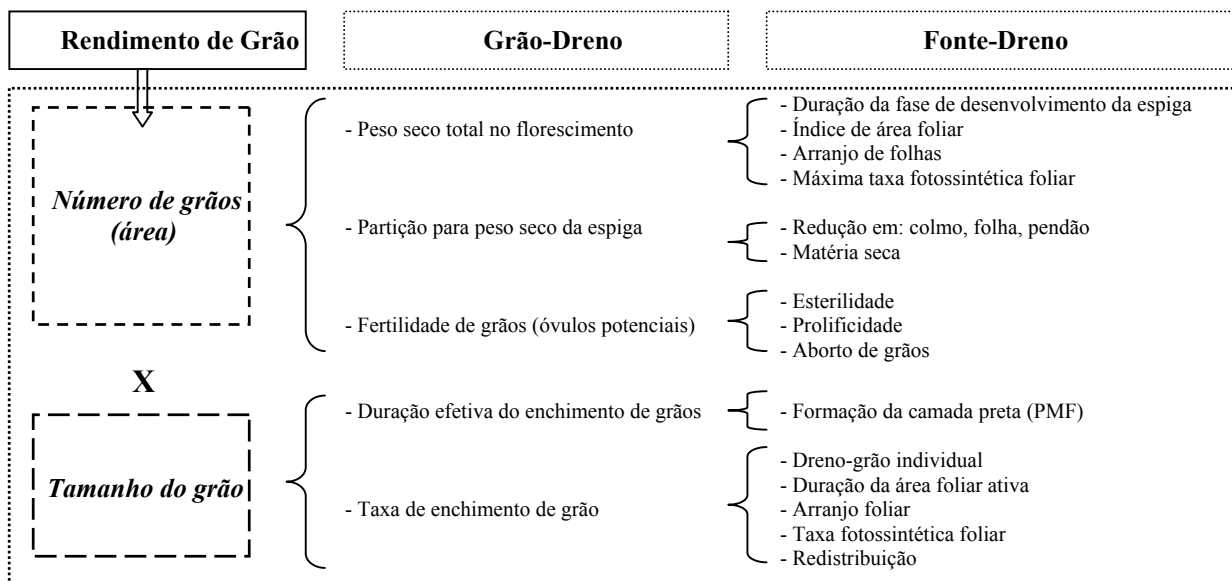 Rendimento de Grão
Grão-Dreno
Fonte-Dreno
Número de grãos
(área)
- Peso seco total no florescimento
- Duração da fase de desenvolvimento da espiga
- Índice de área foliar
- Arranjo de folhas
- Máxima taxa fotossintética foliar
- Partição para peso seco da espiga
- Redução em: colmo, folha, pendão
- Matéria seca
- Fertilidade de grãos (óvulos potenciais)
- Esterilidade
- Prolificidade
- Aborto de grãos
X
Tamanho do grão
- Duração efetiva do enchimento de grãos
- Formação da camada preta (PMF)
- Taxa de enchimento de grão
- Dreno-grão individual
- Duração da área foliar ativa
- Arranjo foliar
- Taxa fotossintética foliar
- Redistribuição